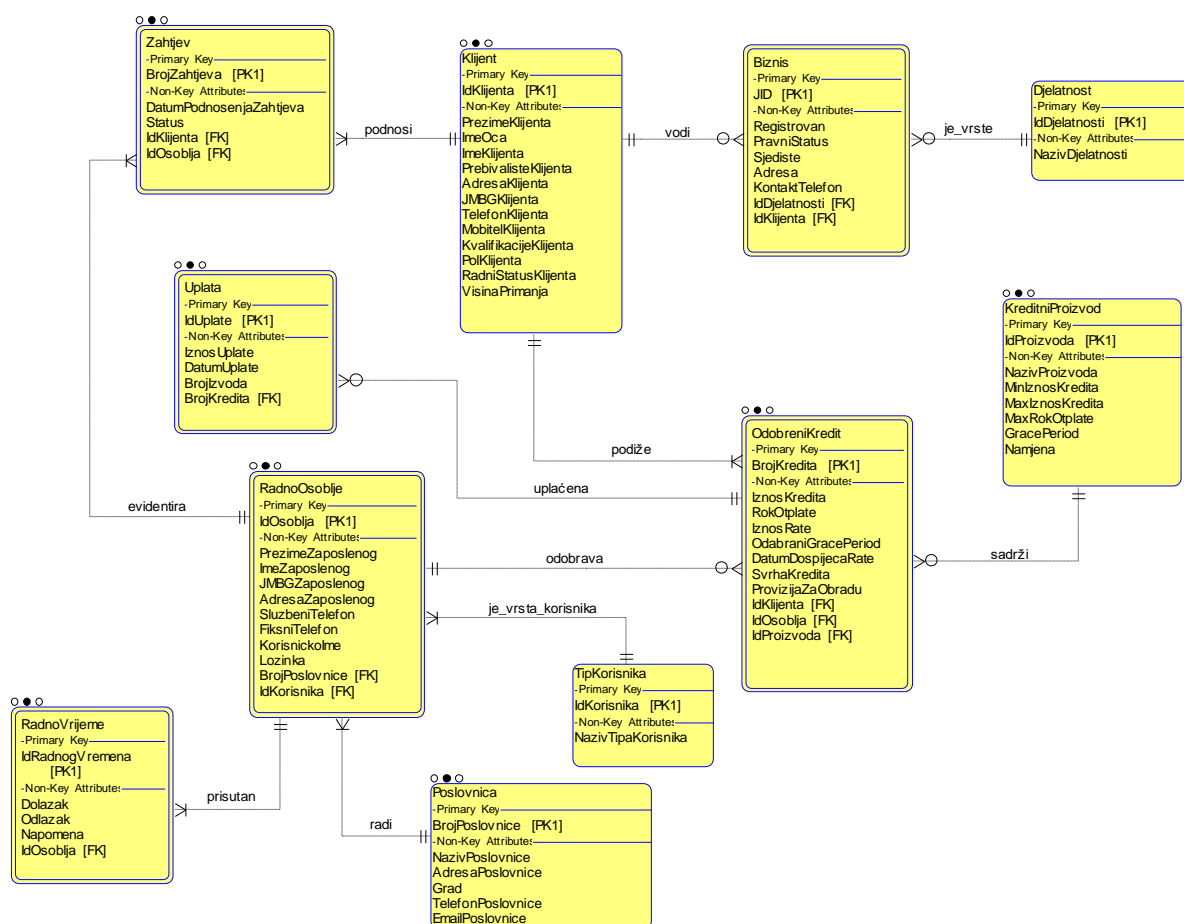 Zahtjev
-Primary Key
BrojZahtjeva [PK1]
-Non-Key Attributes
DatumPodnosenjaZahtjeva
Status
IdKlijenta [FK]
IdOsoblja [FK]
podnosi
Klijent
-Primary Key
IdKlijenta [PK1]
-Non-Key Attributes
PrezimeKlijenta
ImeOca
ImeKlijenta
PrebivalisteKlijenta
AdresaKlijenta
JMBGKlijenta
TelefonKlijenta
MobitelKlijenta
KvalifikacijeKlijenta
PolKlijenta
RadniStatusKlijenta
VisinaPrimanja
vodi
Biznis
-Primary Key
JID [PK1]
-Non-Key Attributes
Registrovan
PravniStatus
Sjediste
Adresa
KontaktTelefon
IdDjelatnosti [FK]
IdKlijenta [FK]
je_vrste
Djelatnost
-Primary Key
IdDjelatnosti [PK1]
-Non-Key Attributes
NazivDjelatnosti
Uplata
-Primary Key
IdUplate [PK1]
-Non-Key Attributes
IznosUplate
DatumUplate
BrojIzvoda
BrojKredita [FK]
KreditniProizvod
-Primary Key
IdProizvoda [PK1]
-Non-Key Attributes
NazivProizvoda
MinIznosKredita
MaxIznosKredita
MaxRokOtplate
GracePeriod
Namjena
podiže
uplaćena
OdobreniKredit
-Primary Key
BrojKredita [PK1]
-Non-Key Attributes
IznosKredita
RokOtplate
IznosRate
OdabraniGracePeriod
DatumDospijecaRate
SvrhaKredita
ProvizijaZaObradu
IdKlijenta [FK]
IdOsoblja [FK]
IdProizvoda [FK]
sadrži
evidentira
RadnoOsoblje
-Primary Key
IdOsoblja [PK1]
-Non-Key Attributes
PrezimeZaposlenog
ImeZaposlenog
JMBGZaposlenog
AdresaZaposlenog
SluzbeniTelefon
FiksniTelefon
KorisnickoIme
Lozinka
BrojPoslovnice [FK]
IdKorisnika [FK]
odobrava
je_vrsta_korisnika
TipKorisnika
-Primary Key
IdKorisnika [PK1]
-Non-Key Attributes
NazivTipaKorisnika
RadnoVrijeme
-Primary Key
IdRadnogVremena
[PK1]
-Non-Key Attributes
Dolazak
Odlazak
Napomena
IdOsoblja [FK]
prisutan
radi
Poslovnica
-Primary Key
BrojPoslovnice [PK1]
-Non-Key Attributes
NazivPoslovnice
AdresaPoslovnice
Grad
TelefonPoslovnice
EmailPoslovnice